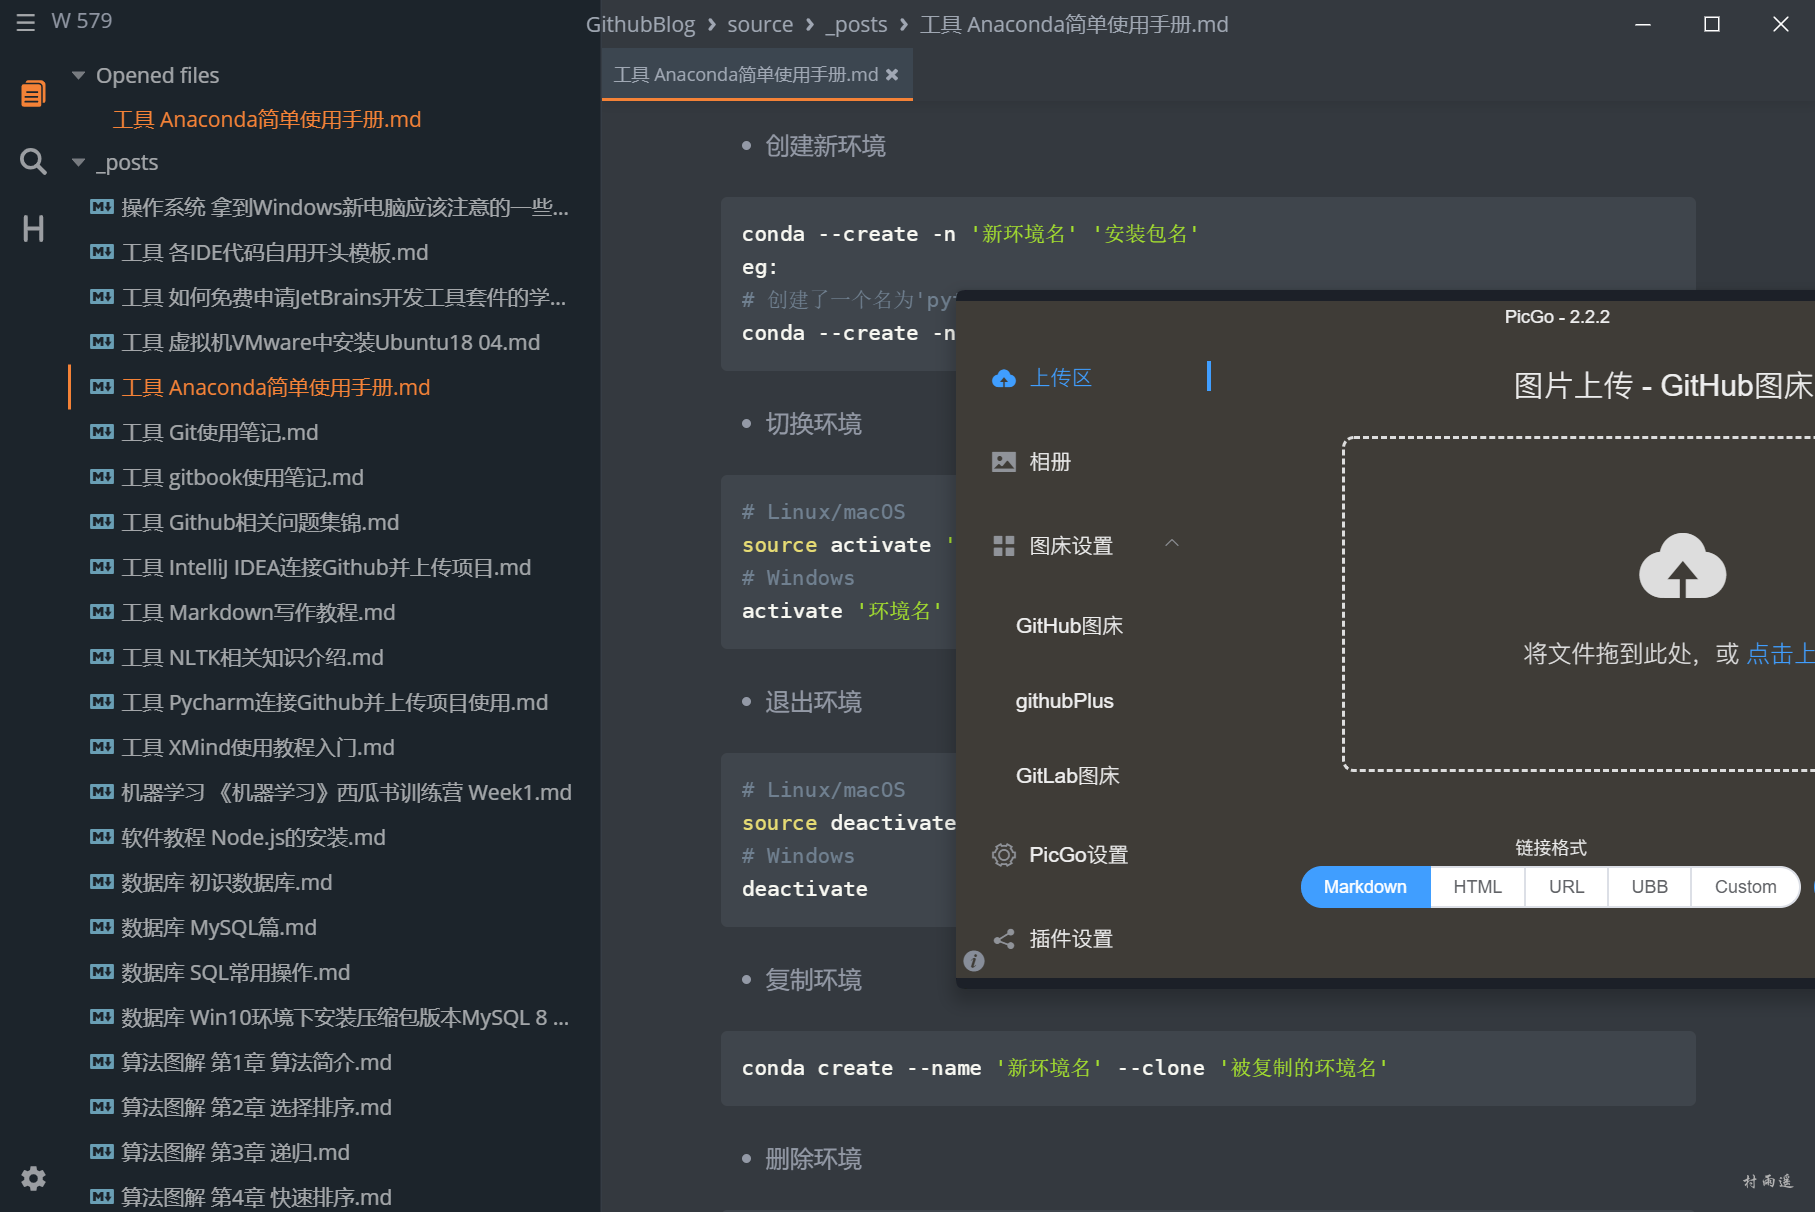 W 579
Opened files
工具 Anaconda简单使用手册.md
_posts
操作系统 拿到Windows新电脑应该注意的一些...
工具 各IDE代码自用开头模板.md
工具 如何免费申请JetBrains开发工具套件的学...
工具 虚拟机VMware中安装Ubuntu18 04.md
工具 Anaconda简单使用手册.md
工具 Git使用笔记.md
工具 gitbook使用笔记.md
工具 Github相关问题集锦.md
工具 IntelliJ IDEA连接Github并上传项目.md
工具 Markdown写作教程.md
工具 NLTK相关知识介绍.md
工具 Pycharm连接Github并上传项目使用.md
工具 XMind使用教程入门.md
机器学习 《机器学习》西瓜书训练营 Week1.md
软件教程 Node.js的安装.md
数据库 初识数据库.md
数据库 MySQL篇.md
数据库 SQL常用操作.md
数据库 Win10环境下安装压缩包版本MySQL 8 ...
算法图解 第1章 算法简介.md
算法图解 第2章 选择排序.md
算法图解 第3章 递归.md
算法图解 第4章 快速排序.md
GithubBlog › source › _posts › 工具 Anaconda简单使用手册.md
工具 Anaconda简单使用手册.md
创建新环境
conda --create -n '新环境名' '安装包名'
eg:
# 创建了一个名为'py
conda --create -n
切换环境
# Linux/macOS
source activate '
# Windows
activate '环境名'
退出环境
# Linux/macOS
source deactivate
# Windows
deactivate
复制环境
conda create --name '新环境名' --clone '被复制的环境名'
删除环境
PicGo - 2.2.2
上传区
相册
图床设置
GitHub图床
githubPlus
GitLab图床
PicGo设置
插件设置
图片上传 - GitHub图床
将文件拖到此处，或 点击上
链接格式
Markdown HTML URL UBB Custom
村雨遥